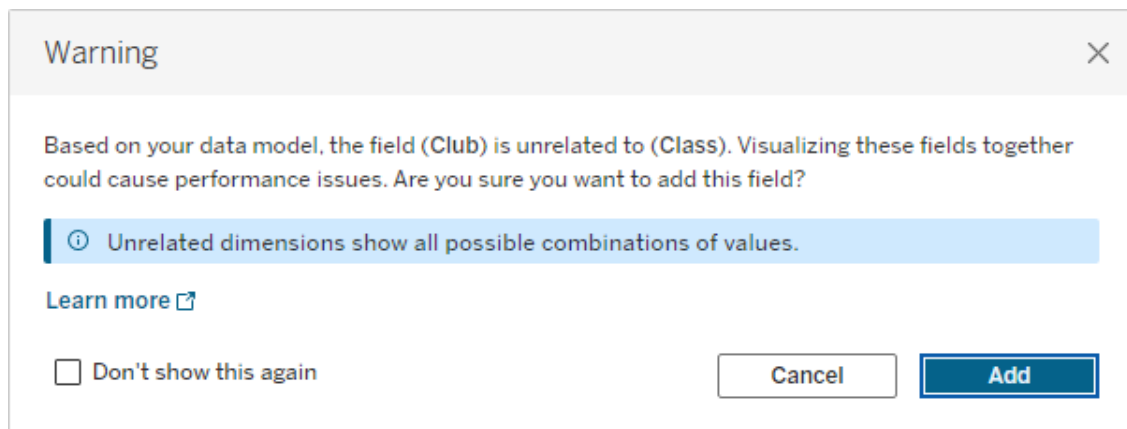 Warning
Based on your data model, the field (Club) is unrelated to (Class). Visualizing these fields together
could cause performance issues. Are you sure you want to add this field?
Unrelated dimensions show all possible combinations of values.
Learn more
Don't show this again
Cancel
Add